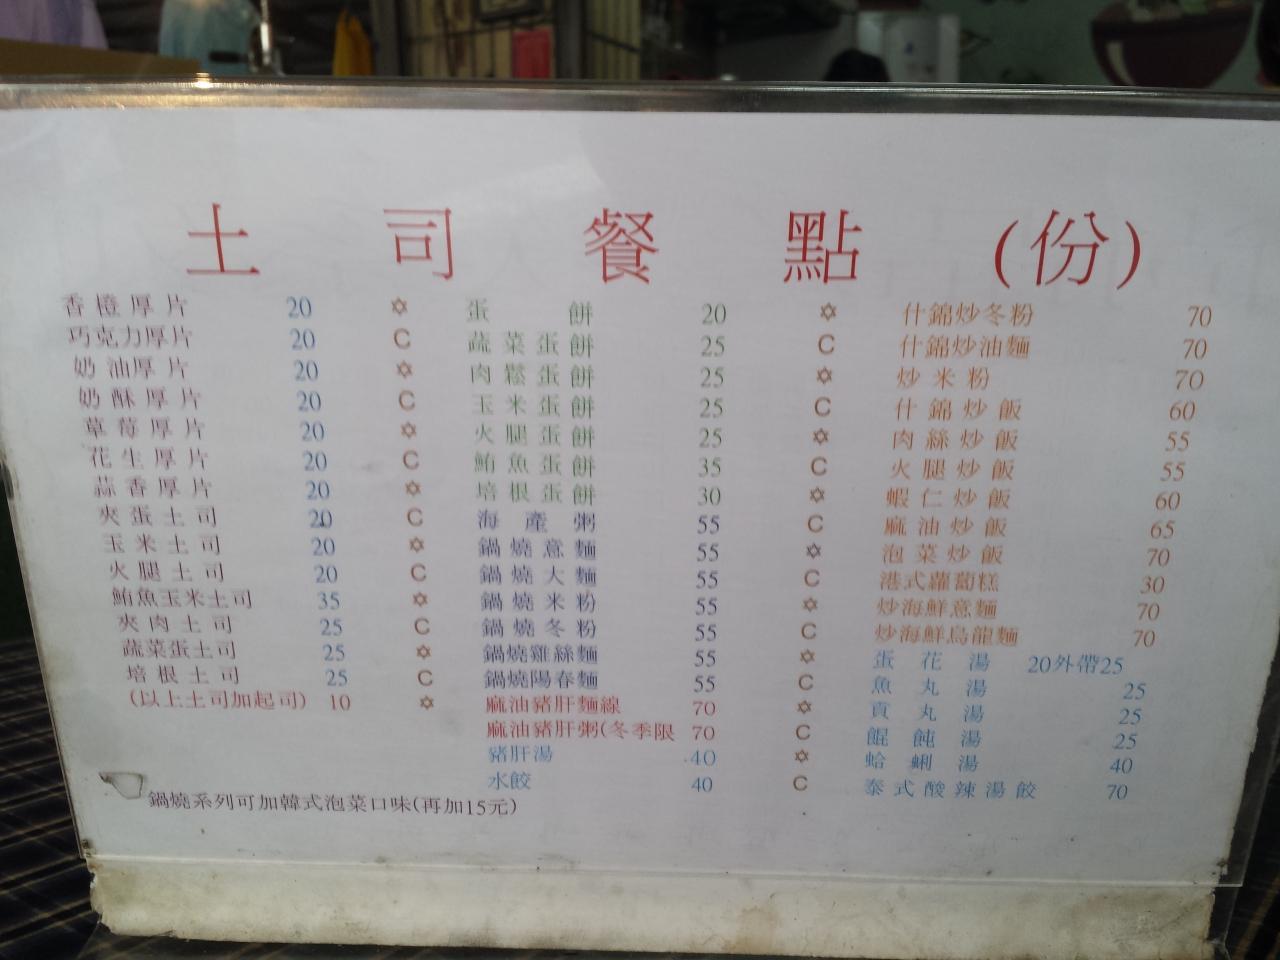 土司餐點(份)
香橙厚片 20 ✡ 蛋餅 20 ✡ 什錦炒冬粉 70
巧克力厚片 20 C 蔬菜蛋餅 25 C 什錦炒油麵 70
奶油厚片 20 ✡ 肉鬆蛋餅 25 ✡ 炒米粉 70
奶酥厚片 20 C 玉米蛋餅 25 C 什錦炒飯 60
草莓厚片 20 ✡ 火腿蛋餅 25 ✡ 肉絲炒飯 55
花生厚片 20 C 鮪魚蛋餅 35 C 火腿炒飯 55
蒜香厚片 20 ✡ 培根蛋餅 30 ✡ 蝦仁炒飯 60
夾蛋土司 20 C 海產粥 55 C 麻油炒飯 65
玉米土司 20 ✡ 鍋燒意麵 55 ✡ 泡菜炒飯 70
火腿土司 20 C 鍋燒大麵 55 C 港式蘿蔔糕 30
鮪魚玉米土司 35 ✡ 鍋燒米粉 55 ✡ 炒海鮮意麵 70
夾肉土司 25 C 鍋燒冬粉 55 C 炒海鮮烏龍麵 70
蔬菜蛋土司 25 ✡ 鍋燒雞絲麵 55 ✡ 蛋花湯 20外帶25
培根土司 25 C 鍋燒陽春麵 55 C 魚丸湯 25
(以上土司加起司) 10 ✡ 麻油豬肝麵線 70 ✡ 貢丸湯 25
麻油豬肝粥(冬季限 70 C 餛飩湯 25
豬肝湯 40 ✡ 蛤蜊湯 40
水餃 40 C 泰式酸辣湯餃 70
鍋燒系列可加韓式泡菜口味(再加15元)